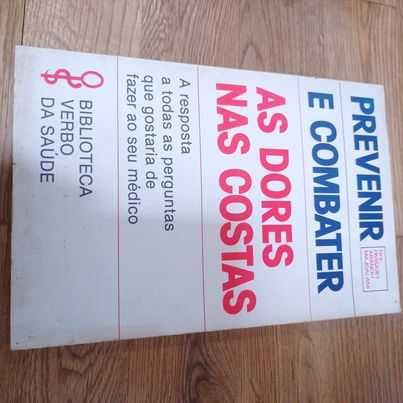 PREVENIR
E COMBATER
AS DORES
NAS COSTAS
A resposta
a todas as perguntas
que gostaria de
fazer ao seu médico
BIBLIOTECA
VERBO
DA SAÚDE